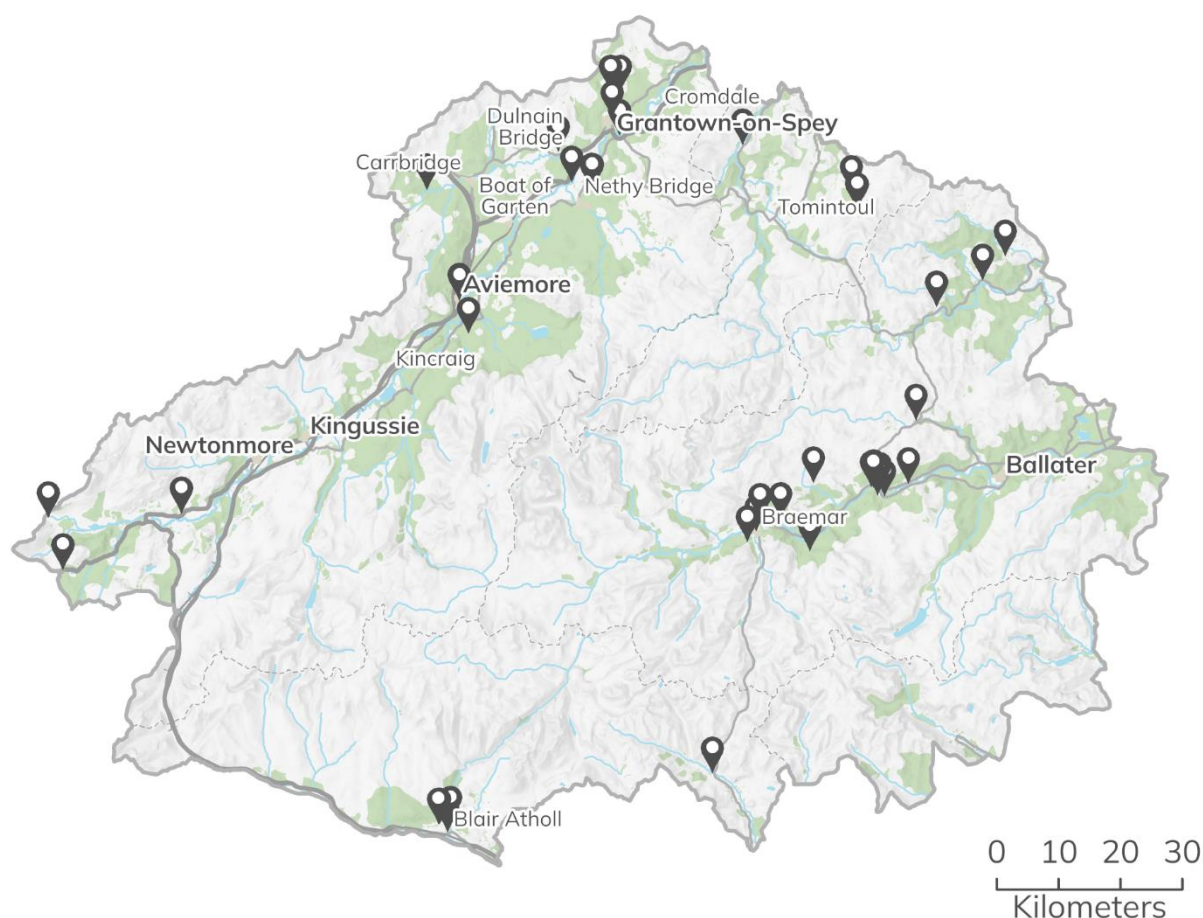 Cromdale
Dulnain
Bridge
Grantown-on-Spey
Carrbridge
Boat of
Garten
Nethy Bridge
Tomintoul
Aviemore
Kincraig
Kingussie
Newtonmore
Ballater
Braemar
Blair Atholl
0 10 20 30
Kilometers